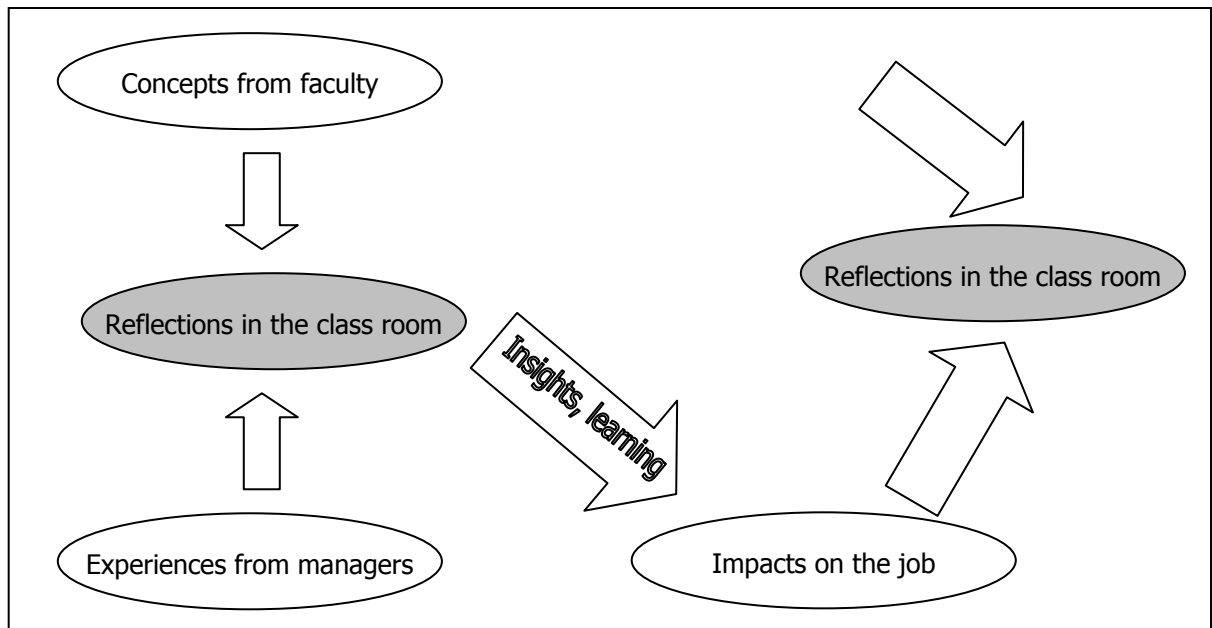 Concepts from faculty
Reflections in the class room
Experiences from managers
Insights, learning
Impacts on the job
Reflections in the class room